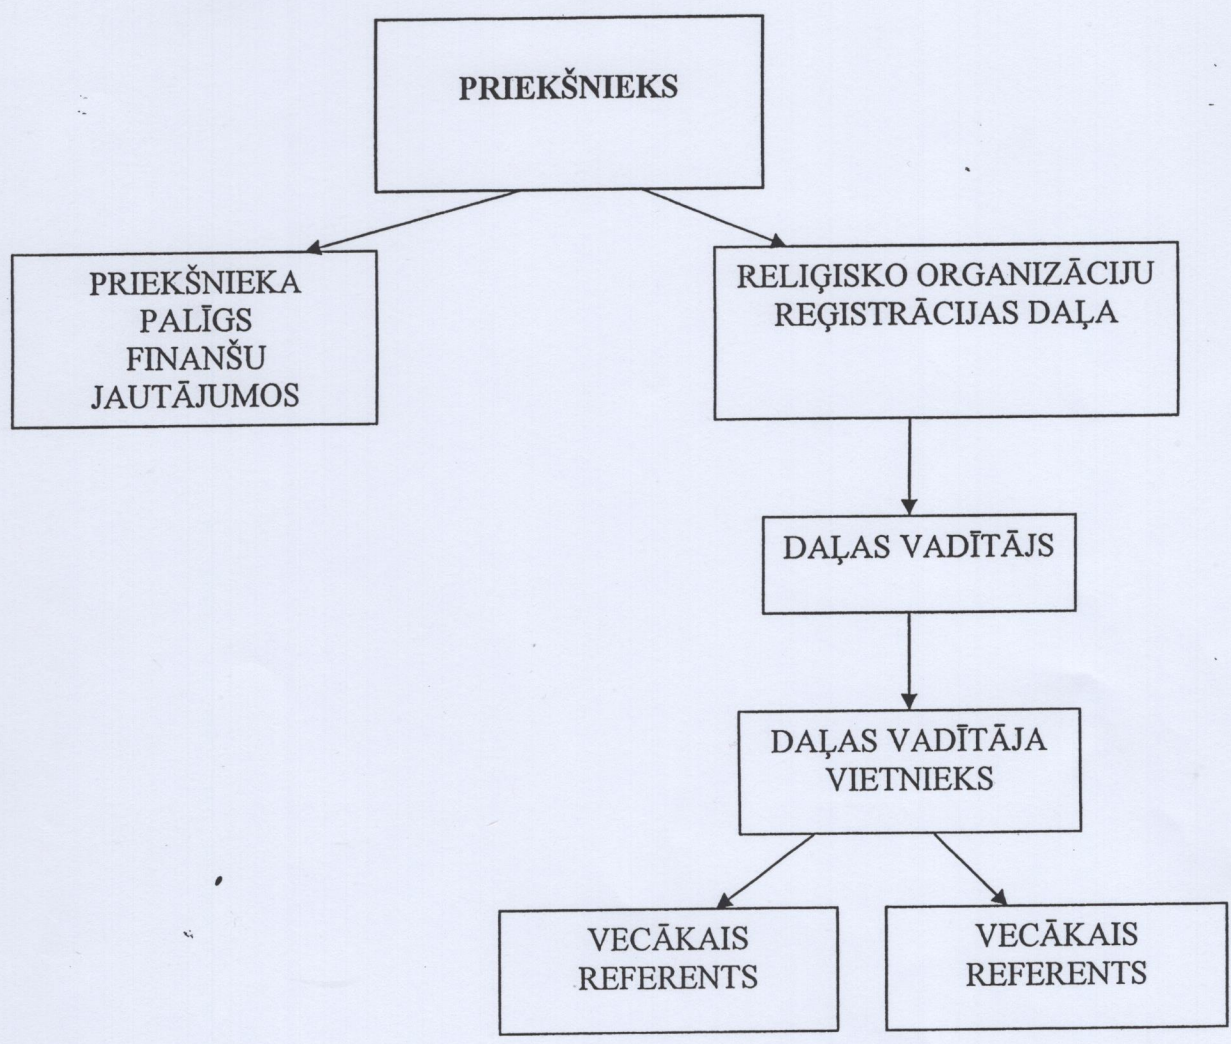 PRIEKŠNIEKS
PRIEKŠNIEKA
PALĪGS
FINANŠU
JAUTĀJUMOS
RELIĢISKO ORGANIZĀCIJU
REĢISTRĀCIJAS DAĻA
DAĻAS VADĪTĀJS
DAĻAS VADĪTĀJA
VIETNIEKS
VECĀKAIS
REFERENTS
VECĀKAIS
REFERENTS